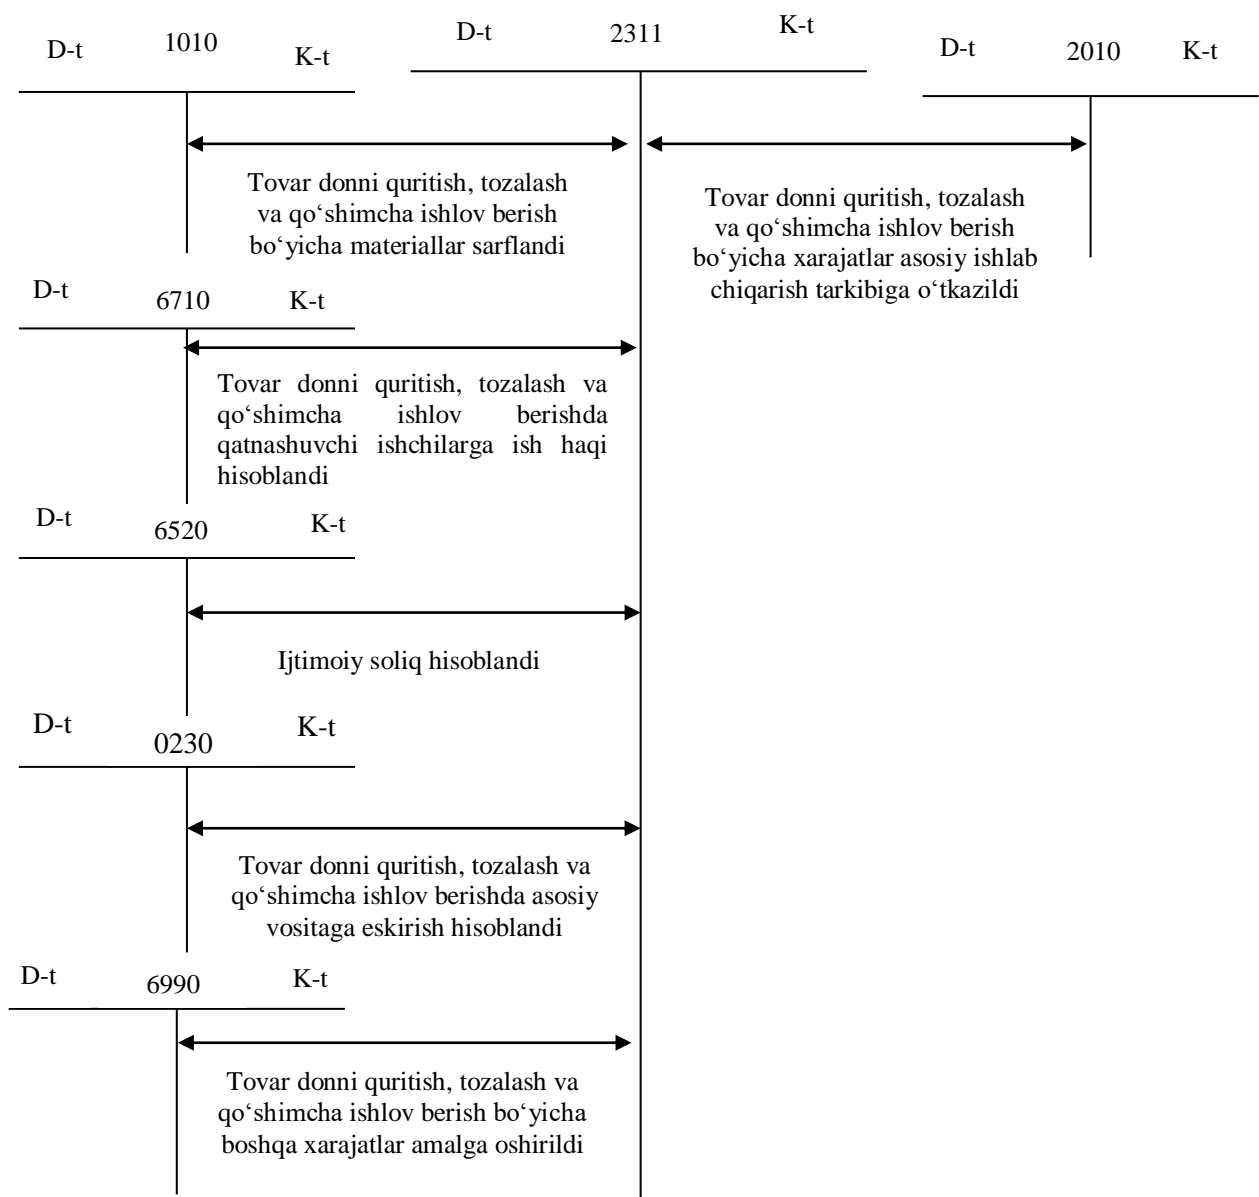 D-t 1010 K-t
D-t 2311 K-t
D-t 2010 K-t
Tovar donni quritish, tozalash
va qo‘shimcha ishlov berish
bo‘yicha materiallar sarflandi
Tovar donni quritish, tozalash
va qo‘shimcha ishlov berish
bo‘yicha xarajatlar asosiy ishlab
chiqarish tarkibiga o‘tkazildi
D-t 6710 K-t
Tovar donni quritish, tozalash va
qo‘shimcha ishlov berishda
qatnashuvchi ishchilarga ish haqi
hisoblandi
D-t 6520 K-t
Ijtimoiy soliq hisoblandi
D-t 0230 K-t
Tovar donni quritish, tozalash va
qo‘shimcha ishlov berishda asosiy
vositaga eskirish hisoblandi
D-t 6990 K-t
Tovar donni quritish, tozalash va
qo‘shimcha ishlov berish bo‘yicha
boshqa xarajatlar amalga oshirildi